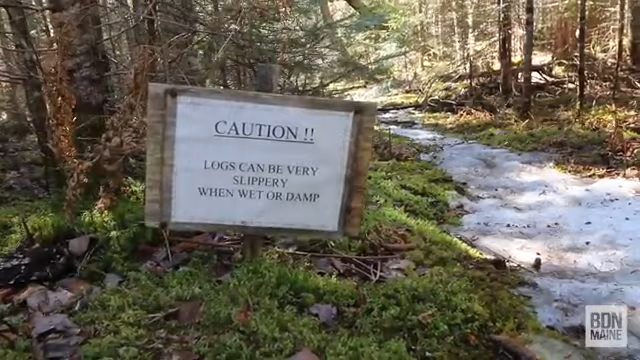 CAUTION !!
LOGS CAN BE VERY
SLIPPERY
WHEN WET OR DAMP
BDN
MAINE